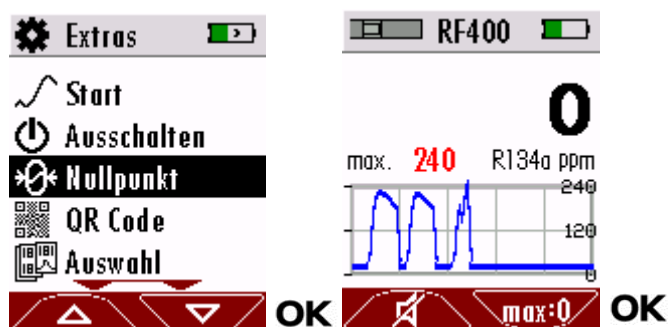 Extras
Start
Ausschalten
Nullpunkt
QR Code
Auswahl
OK
RF400
0
max. 240 R134a ppm
240
120
0
max:0 OK